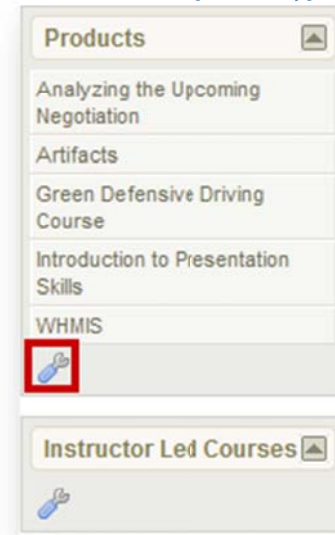 Products
Analyzing the Upcoming
Negotiation
Artifacts
Green Defensive Driving
Course
Introduction to Presentation
Skills
WHMIS
Instructor Led Courses